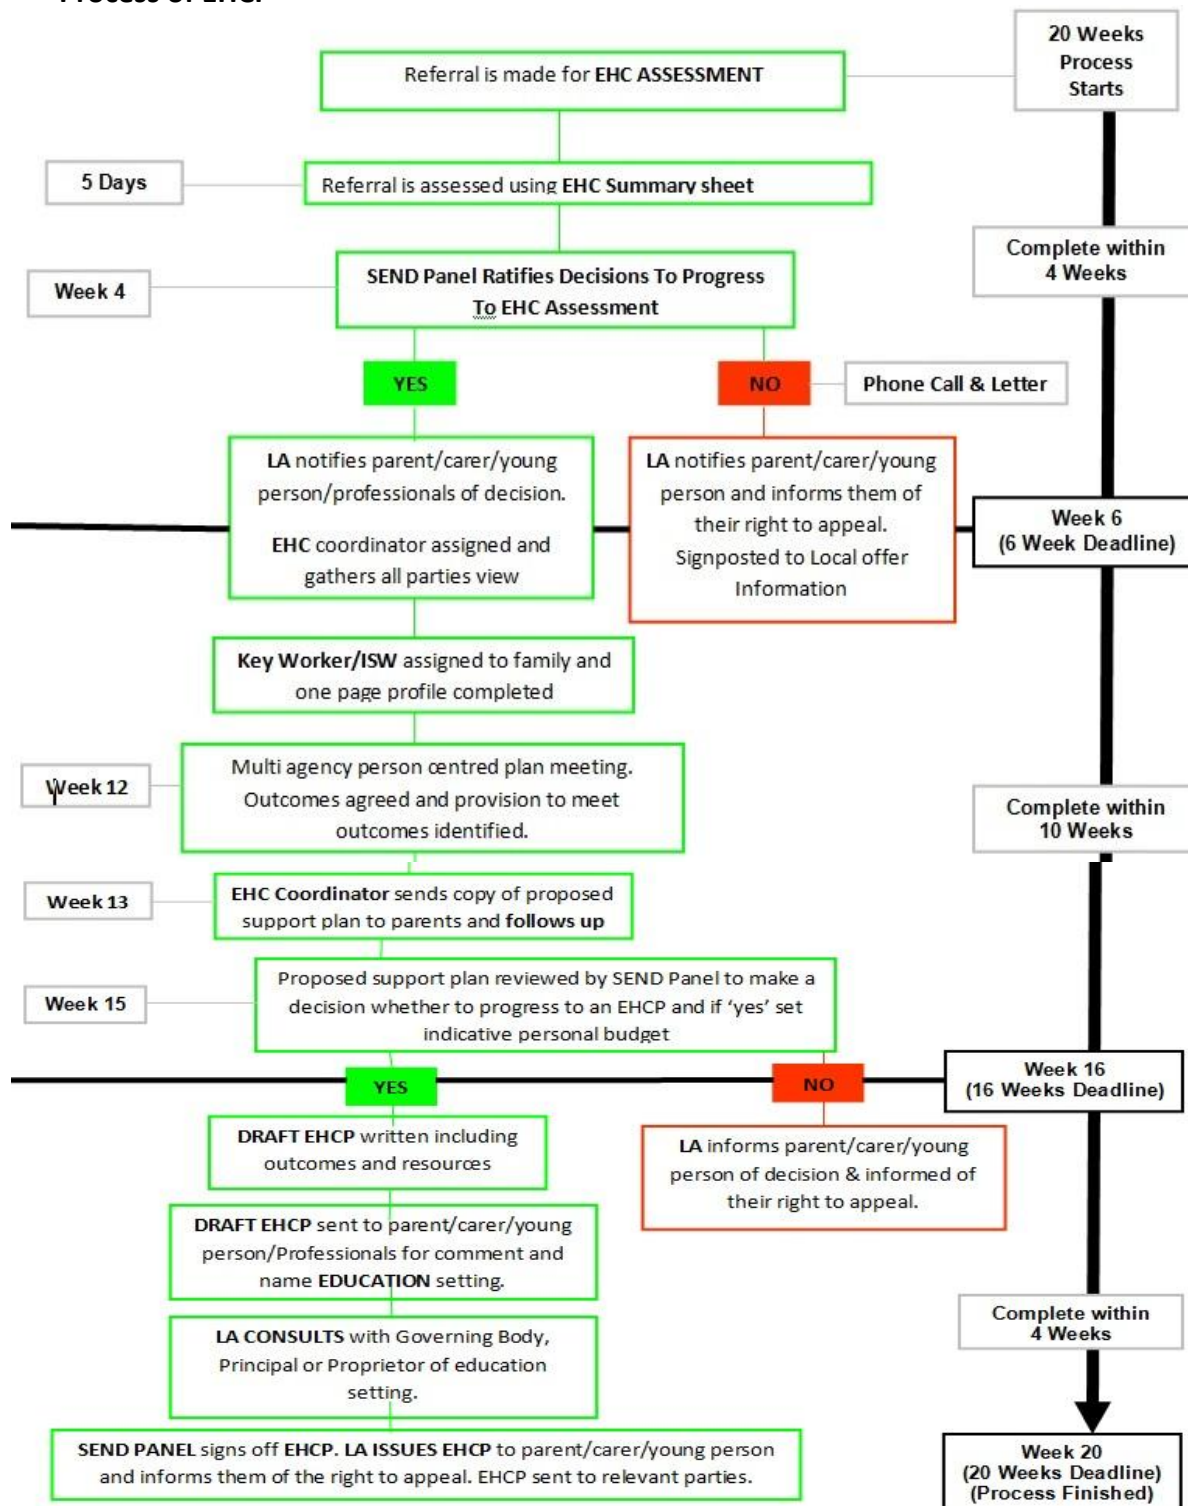 20 Weeks
Process
Starts
Referral is made for EHC ASSESSMENT
5 Days
Referral is assessed using EHC Summary sheet
Complete within
4 Weeks
Week 4
SEND Panel Ratifies Decisions To Progress
To EHC Assessment
YES
NO
Phone Call & Letter
LA notifies parent/carer/young
person/professionals of decision.
EHC coordinator assigned and
gathers all parties view
LA notifies parent/carer/young
person and informs them of
their right to appeal.
Signposted to Local offer
Information
Week 6
(6 Week Deadline)
Key Worker/ISW assigned to family and
one page profile completed
Week 12
Multi agency person centred plan meeting.
Outcomes agreed and provision to meet
outcomes identified.
Complete within
10 Weeks
Week 13
EHC Coordinator sends copy of proposed
support plan to parents and follows up
Week 15
Proposed support plan reviewed by SEND Panel to make a
decision whether to progress to an EHCP and if ‘yes’ set
indicative personal budget
YES
NO
Week 16
(16 Weeks Deadline)
DRAFT EHCP written including
outcomes and resources
LA informs parent/carer/young
person of decision & informed of
their right to appeal.
DRAFT EHCP sent to parent/carer/young
person/Professionals for comment and
name EDUCATION setting.
LA CONSULTS with Governing Body,
Principal or Proprietor of education
setting.
Complete within
4 Weeks
SEND PANEL signs off EHCP. LA ISSUES EHCP to parent/carer/young person
and informs them of the right to appeal. EHCP sent to relevant parties.
Week 20
(20 Weeks Deadline)
(Process Finished)